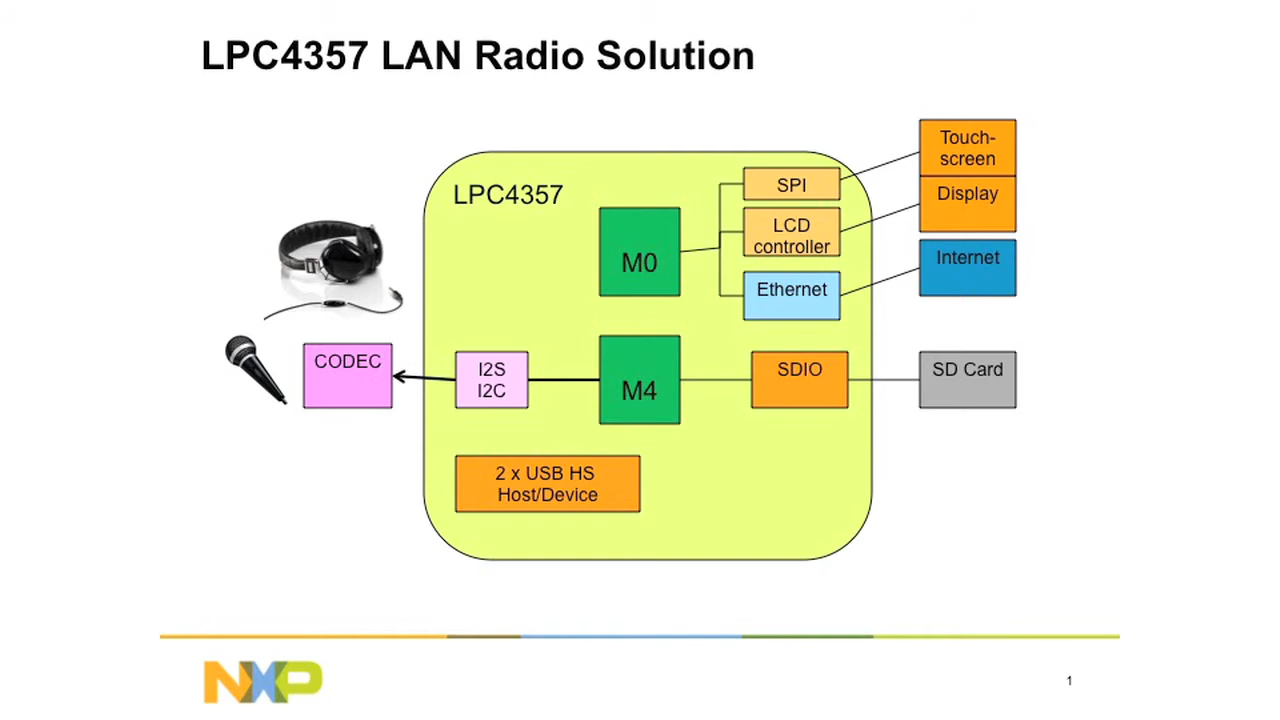 LPC4357 LAN Radio Solution
LPC4357
M0
SPI
LCD
controller
Ethernet
Touch-
screen
Display
Internet
CODEC
I2S
I2C
M4
SDIO
SD Card
2 x USB HS
Host/Device
NXP
1